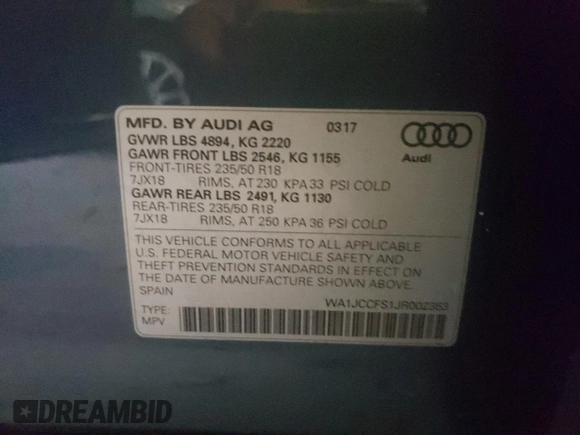 MFD. BY AUDI AG 0317
GVWR LBS 4894, KG 2220
GAWR FRONT LBS 2546, KG 1155
FRONT-TIRES 235/50 R18
7JX18 RIMS, AT 230 KPA 33 PSI COLD
GAWR REAR LBS 2491, KG 1130
REAR-TIRES 235/50 R18
7JX18 RIMS, AT 250 KPA 36 PSI COLD
Audi
THIS VEHICLE CONFORMS TO ALL APPLICABLE
U.S. FEDERAL MOTOR VEHICLE SAFETY AND
THEFT PREVENTION STANDARDS IN EFFECT ON
THE DATE OF MANUFACTURE SHOWN ABOVE.
SPAIN
WA1JCCFS1JR002353
TYPE:
MPV
DREAMBID